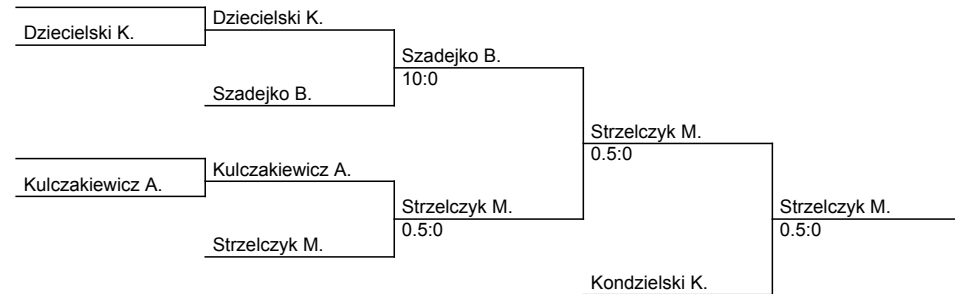 Dziecielski K.
Dziecielski K.
Szadejko B.
10:0
Szadejko B.
Strzelczyk M.
0.5:0
Kulczakiewicz A.
Kulczakiewicz A.
Strzelczyk M.
0.5:0
Strzelczyk M.
0.5:0
Strzelczyk M.
Kondzielski K.